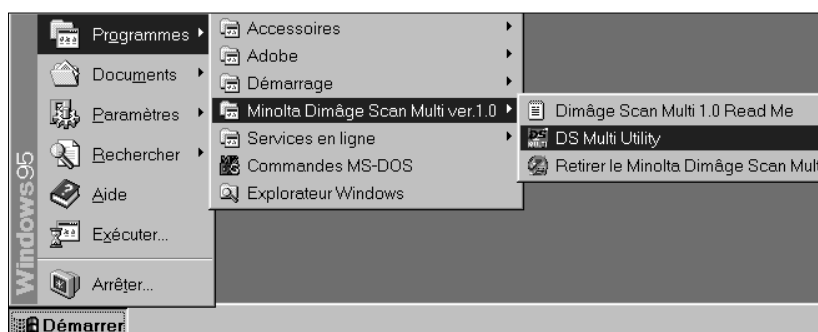 Programmes
Documents
Paramètres
Rechercher
Aide
Exécuter...
Arrêter...
Windows95
Démarrer
Accessoires
Adobe
Démarrage
Minolta Dimâge Scan Multi ver.1.0
Services en ligne
Commandes MS-DOS
Explorateur Windows
Dimâge Scan Multi 1.0 Read Me
DS Multi Utility
Retirer le Minolta Dimâge Scan Mult